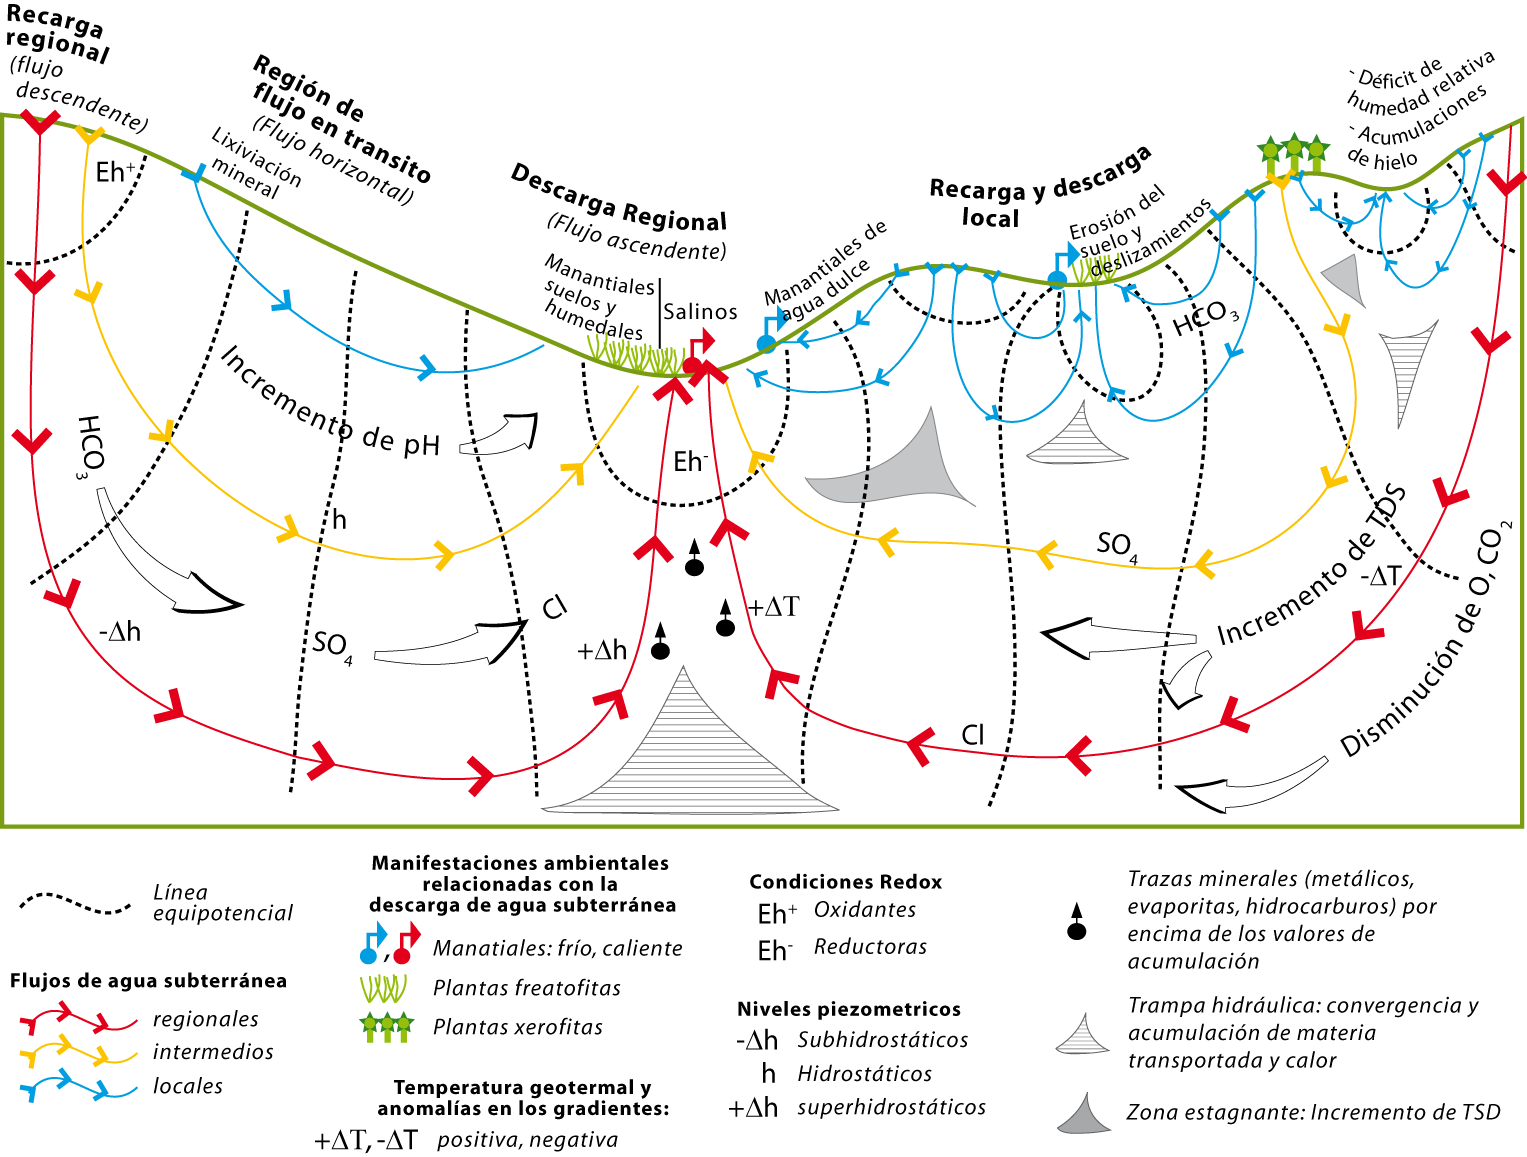 Recarga
regional
(flujo
descendente)
Región de
flujo en transito
(Flujo horizontal)
Lixiviación
mineral
Descarga Regional
(Flujo ascendente)
Manantiales
suelos y
humedales
Salinos
Manantiales de
agua dulce
Recarga y descarga
local
Erosión del
suelo y
deslizamientos
- Déficit de
humedad relativa
- Acumulaciones
de hielo
Eh+
HCO3
Incremento de pH
h
-Δh
SO4
Cl
Eh-
+Δh
+ΔT
HCO3
SO4
Cl
Incremento de TDS
-ΔT
Disminución de O, CO2
Línea
equipotencial
Flujos de agua subterránea
regionales
intermedios
locales
Manifestaciones ambientales
relacionadas con la
descarga de agua subterránea
, Manatiales: frío, caliente
Plantas freatofitas
Plantas xerofitas
Temperatura geotermal y
anomalías en los gradientes:
+ΔT, -ΔT positiva, negativa
Condiciones Redox
Eh+ Oxidantes
Eh- Reductoras
Niveles piezometricos
-Δh Subhidrostáticos
h Hidrostáticos
+Δh superhidrostáticos
Trazas minerales (metálicos,
evaporitas, hidrocarburos) por
encima de los valores de
acumulación
Trampa hidráulica: convergencia y
acumulación de materia
transportada y calor
Zona estagnante: Incremento de TSD